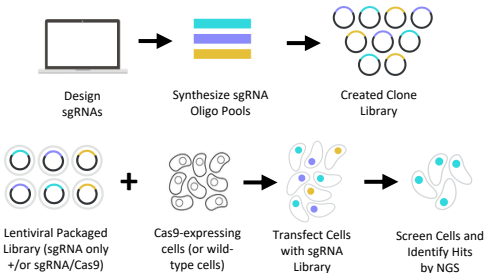 Design
sgRNAs
Synthesize sgRNA
Oligo Pools
Created Clone
Library
Lentiviral Packaged
Library (sgRNA only
+/or sgRNA/Cas9)
Cas9-expressing
cells (or wild-
type cells)
Transfect Cells
with sgRNA
Library
Screen Cells and
Identify Hits
by NGS